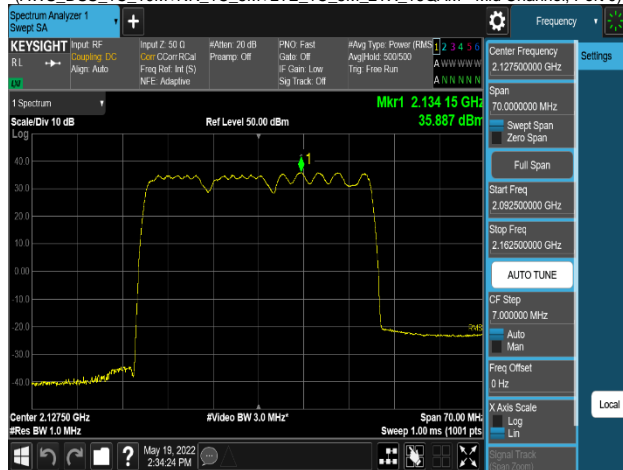 Spectrum Analyzer 1
Swept SA
Frequency
KEYSIGHT
RL
Input: RF
Coupling: DC
Align: Auto
Input Z: 50 Ω
Corr CCorr RCal
Freq Ref: Int (S)
NFE: Adaptive
#Atten: 20 dB
Preamp: Off
PNO: Fast
Gate: Off
IF Gain: Low
Sig Track: Off
#Avg Type: Power (RMS)
Avg|Hold: 500/500
Trig: Free Run
1 2 3 4 5 6
A W W W W W
A N N N N N
1 Spectrum
Scale/Div 10 dB
Log
Ref Level 50.00 dBm
Mkr1 2.134 15 GHz
35.887 dBm
1
40.0
30.0
20.0
10.0
0.00
-10.0
-20.0
-30.0
-40.0
RMS
Center 2.12750 GHz
#Res BW 1.0 MHz
#Video BW 3.0 MHz*
Span 70.00 MHz
Sweep 1.00 ms (1001 pts)
May 19, 2022
2:34:24 PM
Center Frequency
2.127500000 GHz
Settings
Span
70.0000000 MHz
Swept Span
Zero Span
Full Span
Start Freq
2.092500000 GHz
Stop Freq
2.162500000 GHz
AUTO TUNE
CF Step
7.000000 MHz
Auto
Man
Freq Offset
0 Hz
X Axis Scale
Log
Lin
Local
Signal Track
(Span Zoom)